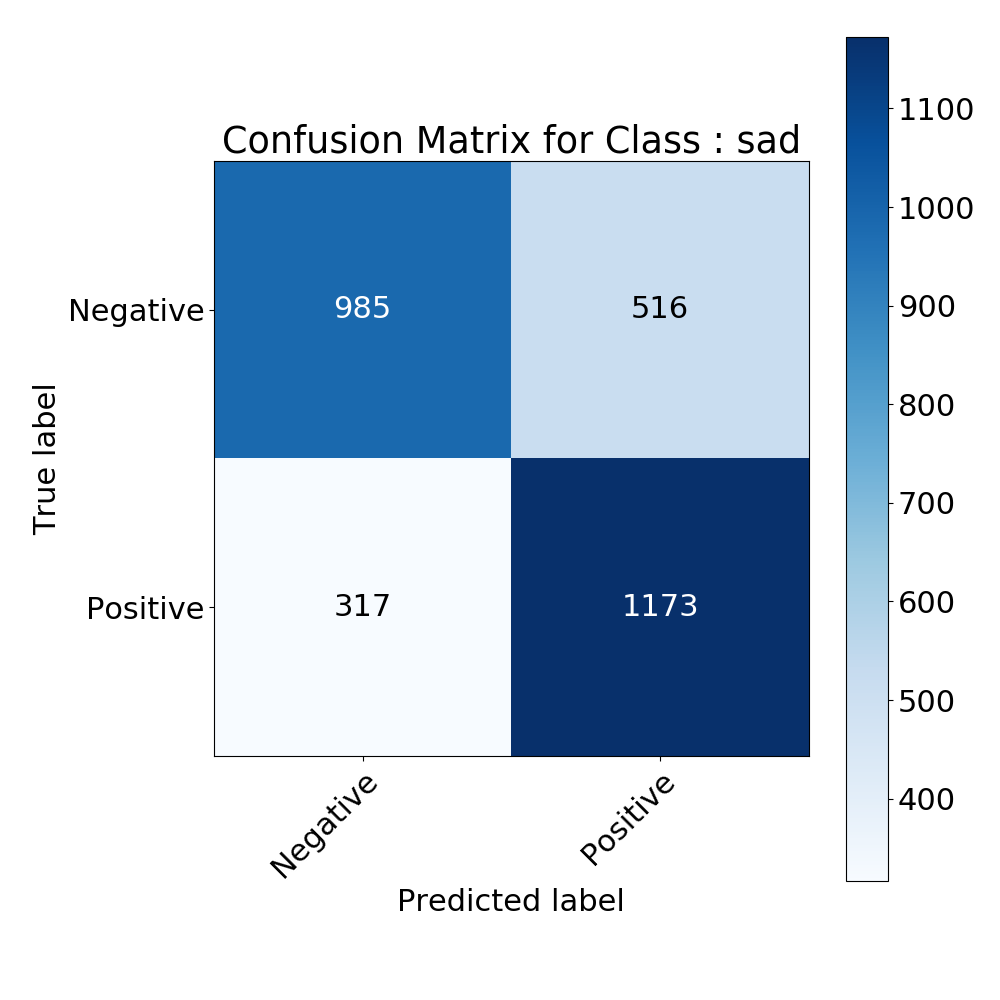 Confusion Matrix for Class : sad
True label
Negative
985
516
Positive
317
1173
Negative
Positive
Predicted label
1100
1000
900
800
700
600
500
400